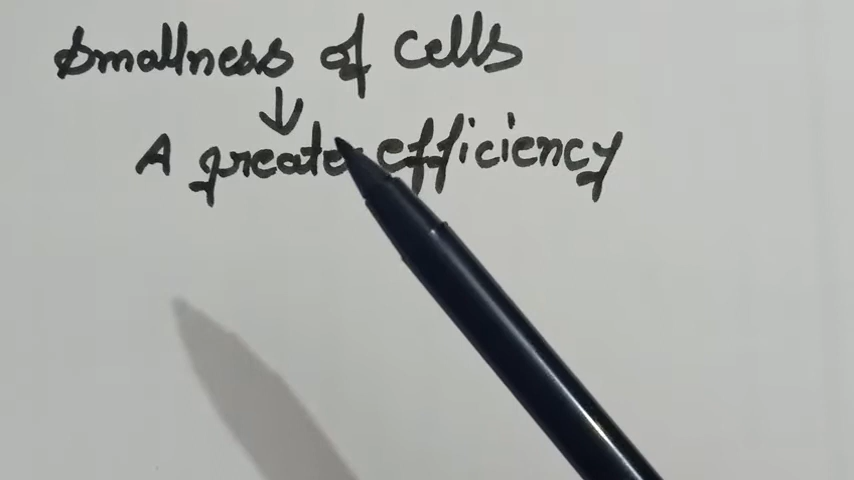 Smallness of cells
↓
A greater efficiency